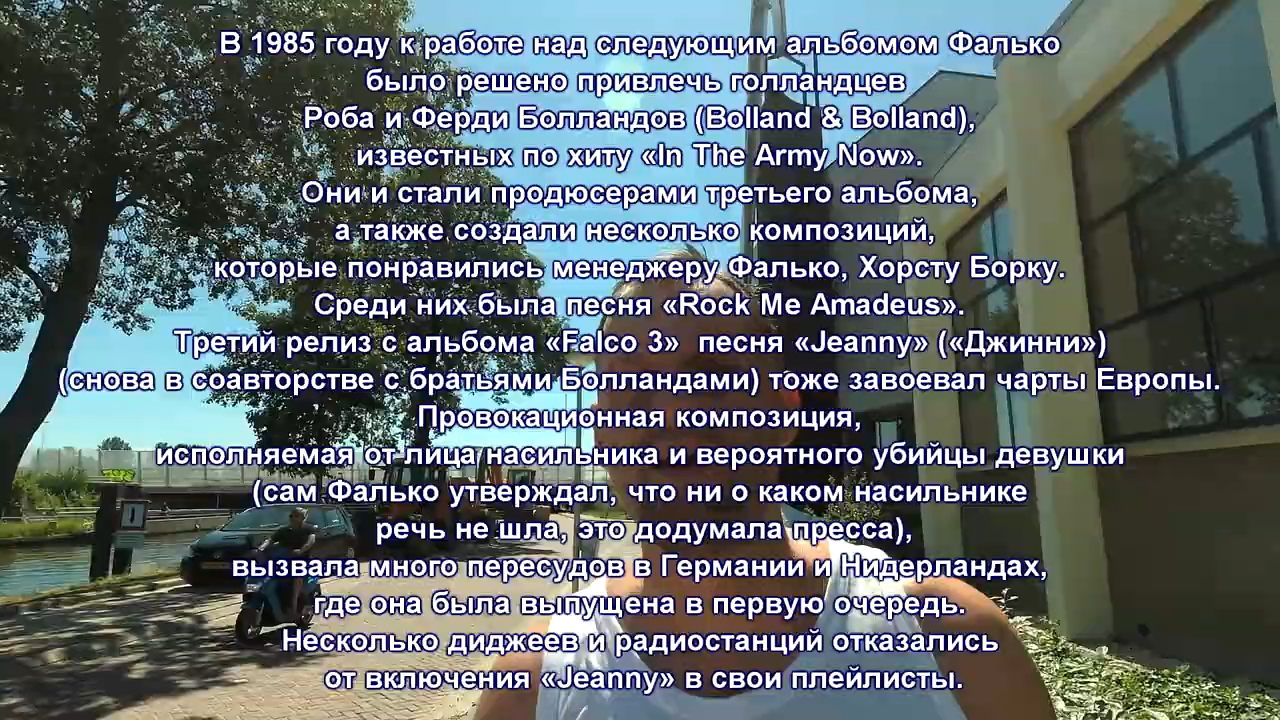 В 1985 году к работе над следующим альбомом Фалько
было решено привлечь голландцев
Роба и Ферди Болландов (Bolland & Bolland),
известных по хиту «In The Army Now».
Они и стали продюсерами третьего альбома,
а также создали несколько композиций,
которые понравились менеджеру Фалько, Хорсту Борку.
Среди них была песня «Rock Me Amadeus».
Третий релиз с альбома «Falco 3»  песня «Jeanny» («Джинни»)
(снова в соавторстве с братьями Болландами) тоже завоевал чарты Европы.
Провокационная композиция,
исполняемая от лица насильника и вероятного убийцы девушки
(сам Фалько утверждал, что ни о каком насильнике
речь не шла, это додумала пресса),
вызвала много пересудов в Германии и Нидерландах,
где она была выпущена в первую очередь.
Несколько диджеев и радиостанций отказались
от включения «Jeanny» в свои плейлисты.